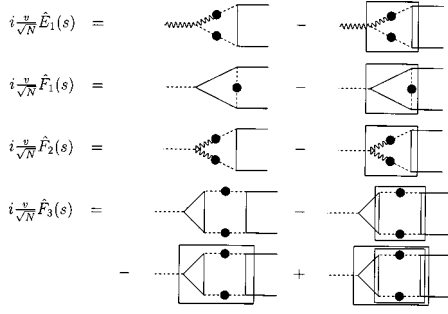 i v/√N Ê₁(s) = −
i v/√N F̂₁(s) = −
i v/√N F̂₂(s) = −
i v/√N F̂₃(s) = −
− +